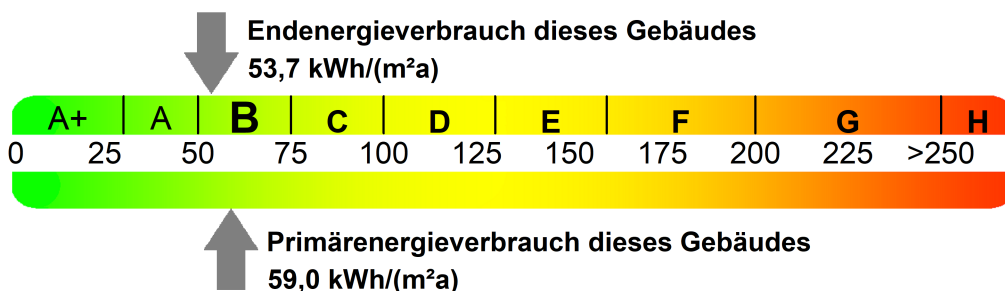 Endenergieverbrauch dieses Gebäudes
53,7 kWh/(m²a)
A+ A B C D E F G H
0 25 50 75 100 125 150 175 200 225 >250
Primärenergieverbrauch dieses Gebäudes
59,0 kWh/(m²a)